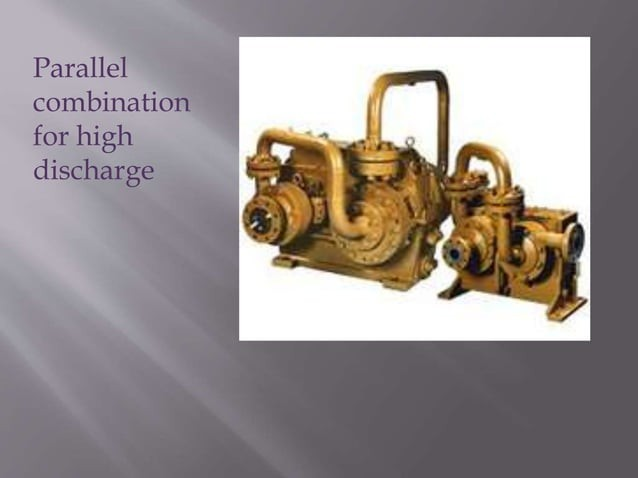 Parallel
combination
for high
discharge